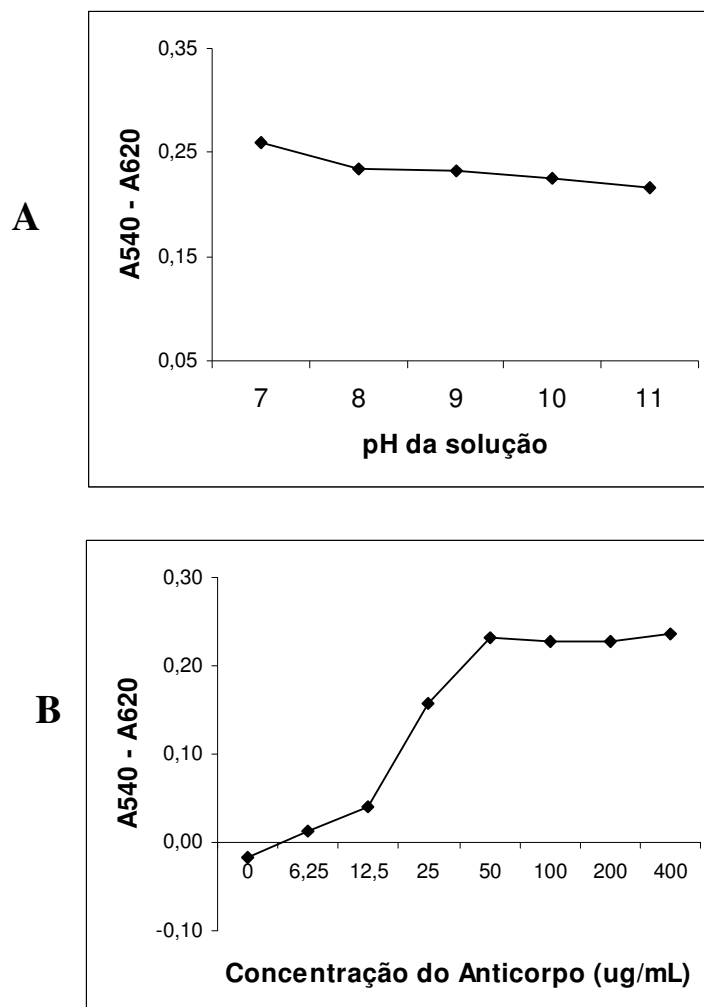 A
A540 - A620
0,35
0,25
0,15
0,05
7 8 9 10 11
pH da solução
B
A540 - A620
0,30
0,20
0,10
0,00
-0,10
0 6,25 12,5 25 50 100 200 400
Concentração do Anticorpo (ug/mL)